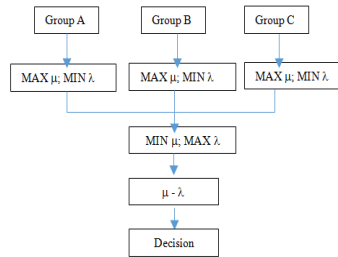 Group A
Group B
Group C
MAX μ; MIN λ
MAX μ; MIN λ
MAX μ; MIN λ
MIN μ; MAX λ
μ - λ
Decision